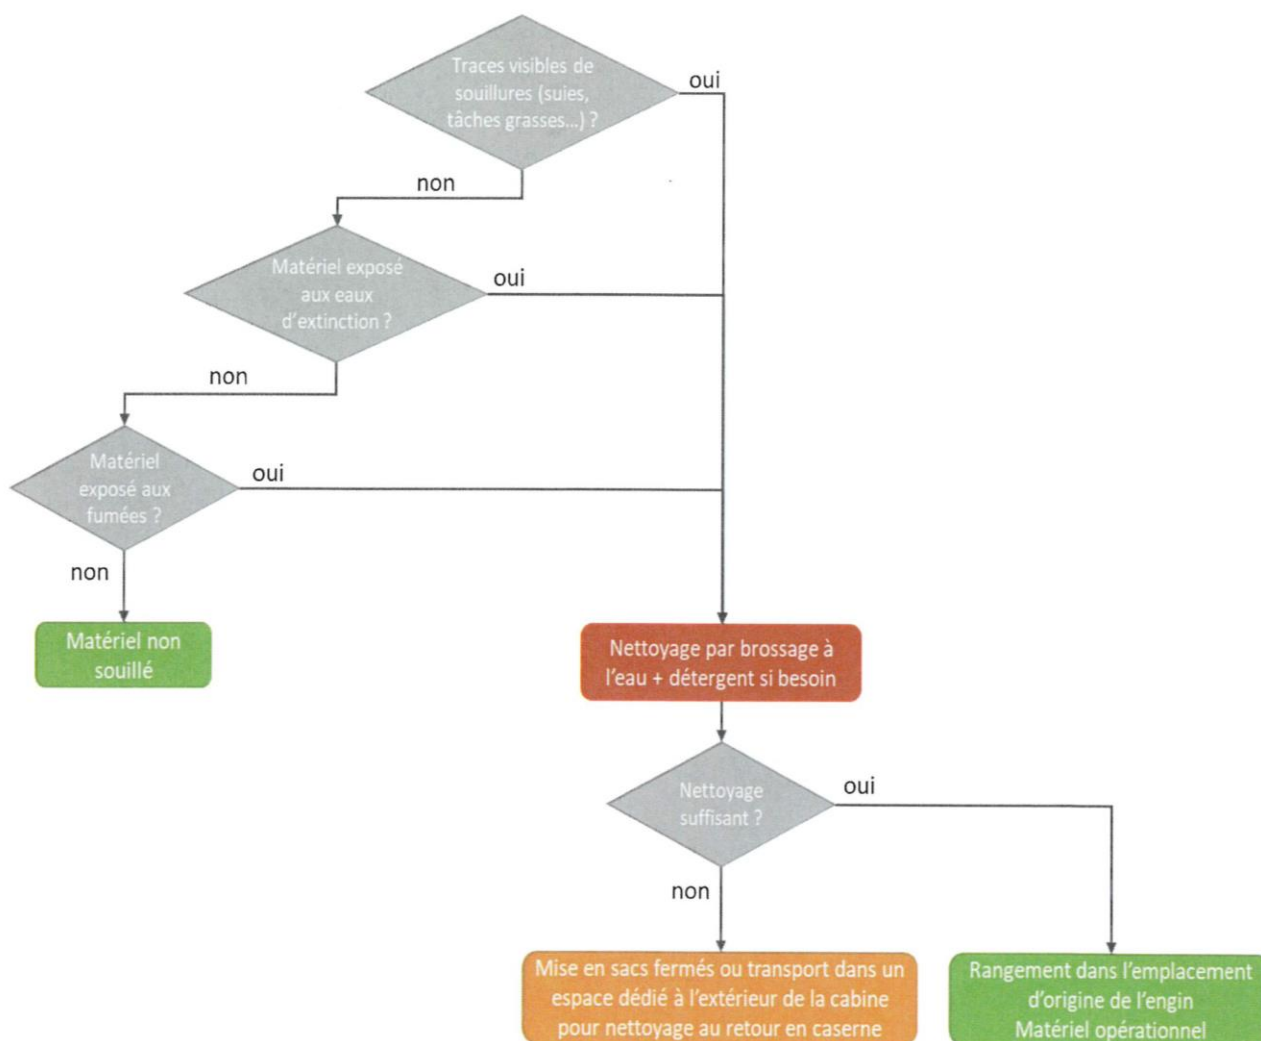 Traces visibles de
souillures (suies,
tâches grasses...) ?
oui
non
Matériel exposé
aux eaux
d'extinction ?
oui
non
Matériel
exposé aux
fumées ?
oui
non
Matériel non
souillé
Nettoyage par brossage à
l'eau + détergent si besoin
Nettoyage
suffisant ?
oui
non
Mise en sacs fermés ou transport dans un
espace dédié à l'extérieur de la cabine
pour nettoyage au retour en caserne
Rangement dans l'emplacement
d'origine de l'engin
Matériel opérationnel